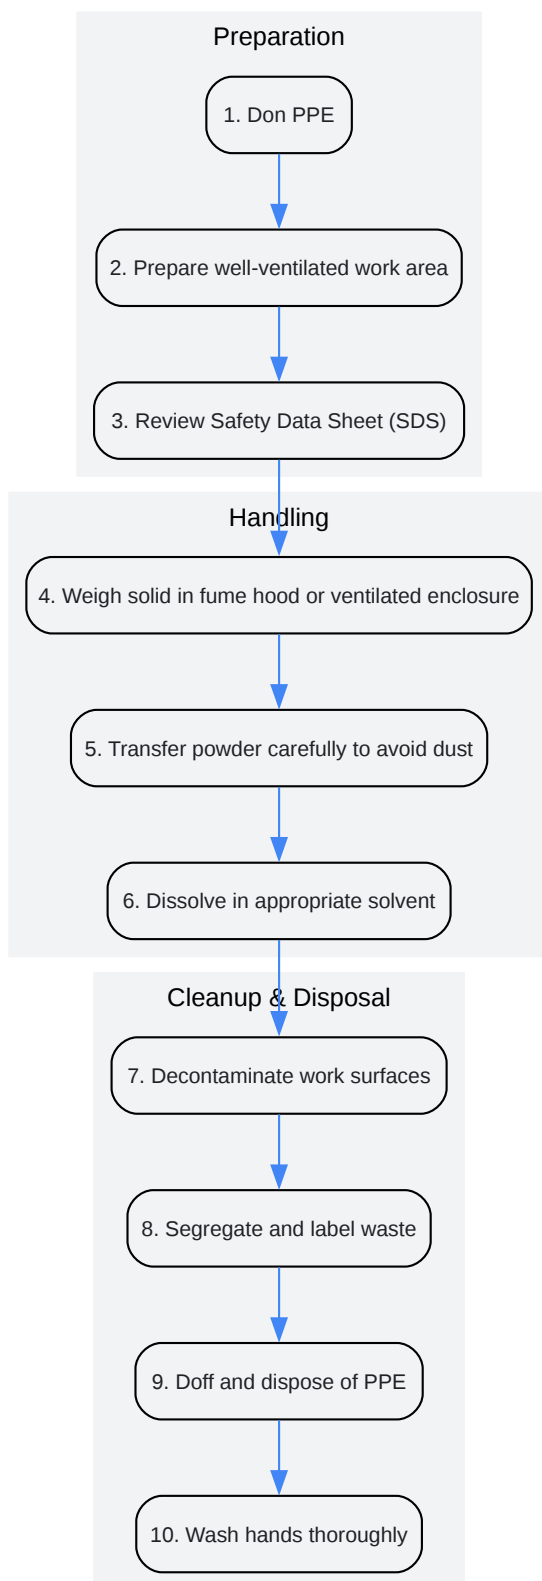 Preparation
1. Don PPE
2. Prepare well-ventilated work area
3. Review Safety Data Sheet (SDS)
Handling
4. Weigh solid in fume hood or ventilated enclosure
5. Transfer powder carefully to avoid dust
6. Dissolve in appropriate solvent
Cleanup & Disposal
7. Decontaminate work surfaces
8. Segregate and label waste
9. Doff and dispose of PPE
10. Wash hands thoroughly